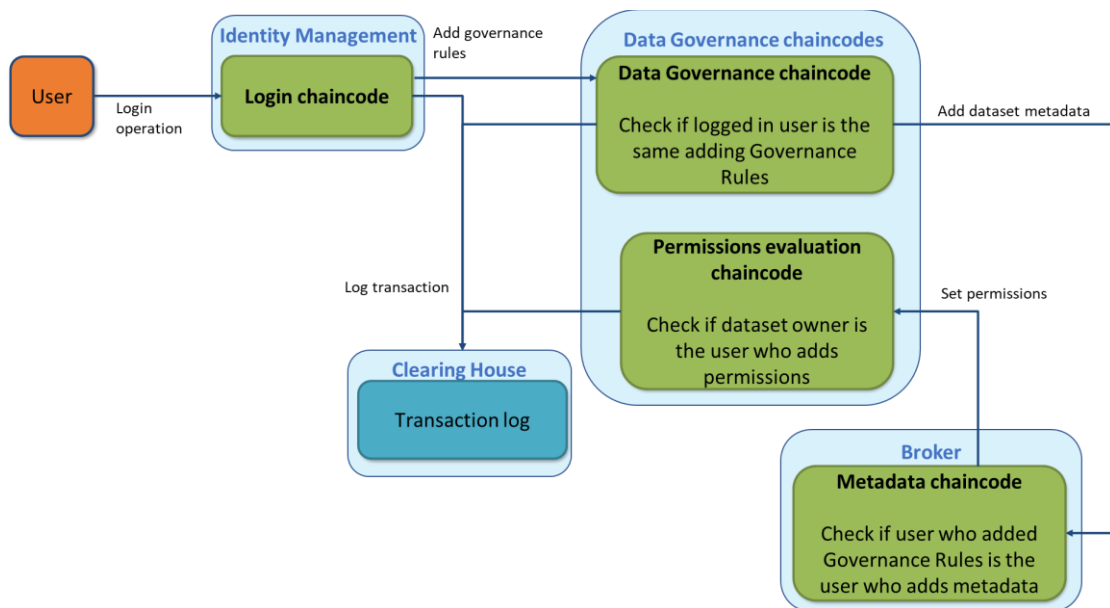 Identity Management
Add governance
rules
Data Governance chaincodes
User
Login
operation
Login chaincode
Data Governance chaincode
Check if logged in user is the
same adding Governance
Rules
Add dataset metadata
Permissions evaluation
chaincode
Check if dataset owner is
the user who adds
permissions
Log transaction
Set permissions
Clearing House
Transaction log
Broker
Metadata chaincode
Check if user who added
Governance Rules is the
user who adds metadata